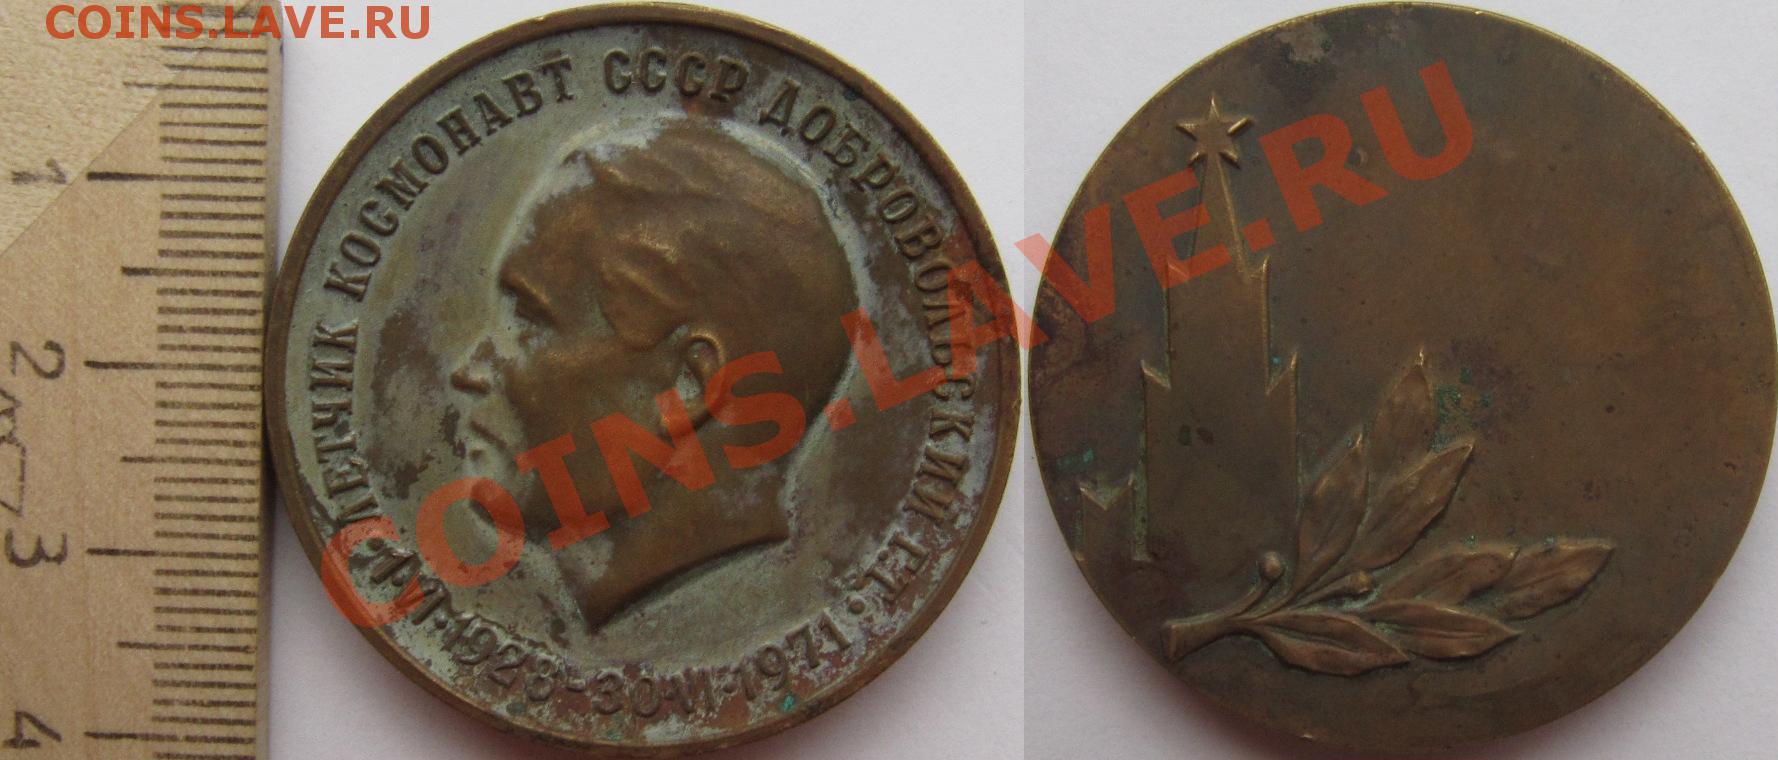 COINS.LAVE.RU
ЛЕТЧИК КОСМОНАВТ СССР ДОБРОВОЛЬСКИЙ Г.Т.
1·VI·1928-30·VI·1971
1
2
3
4
COINS.LAVE.RU